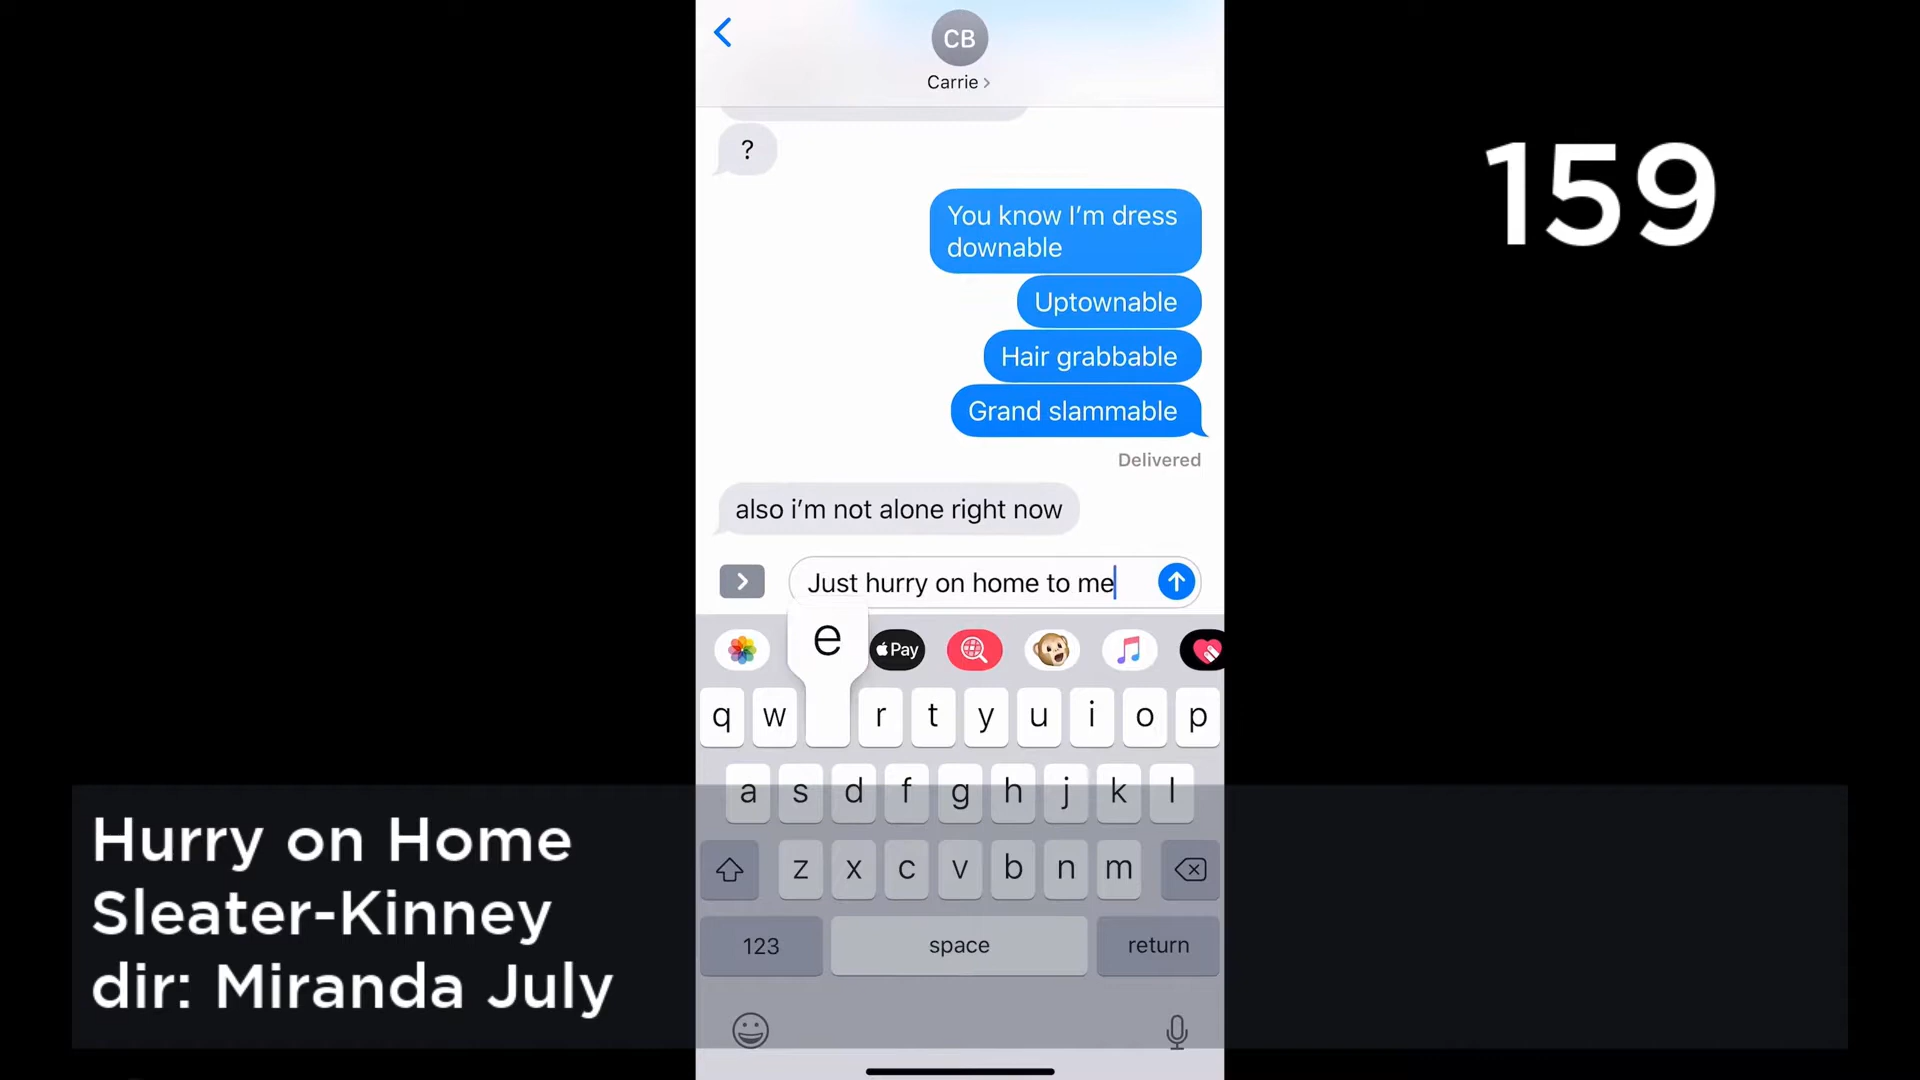 CB
Carrie
159
?
You know I’m dress
downable
Uptownable
Hair grabbable
Grand slammable
Delivered
also i’m not alone right now
Just hurry on home to me
e
Pay
q w r t y u i o p
a s d f g h j k l
z x c v b n m
123 space return
Hurry on Home
Sleater-Kinney
dir: Miranda July